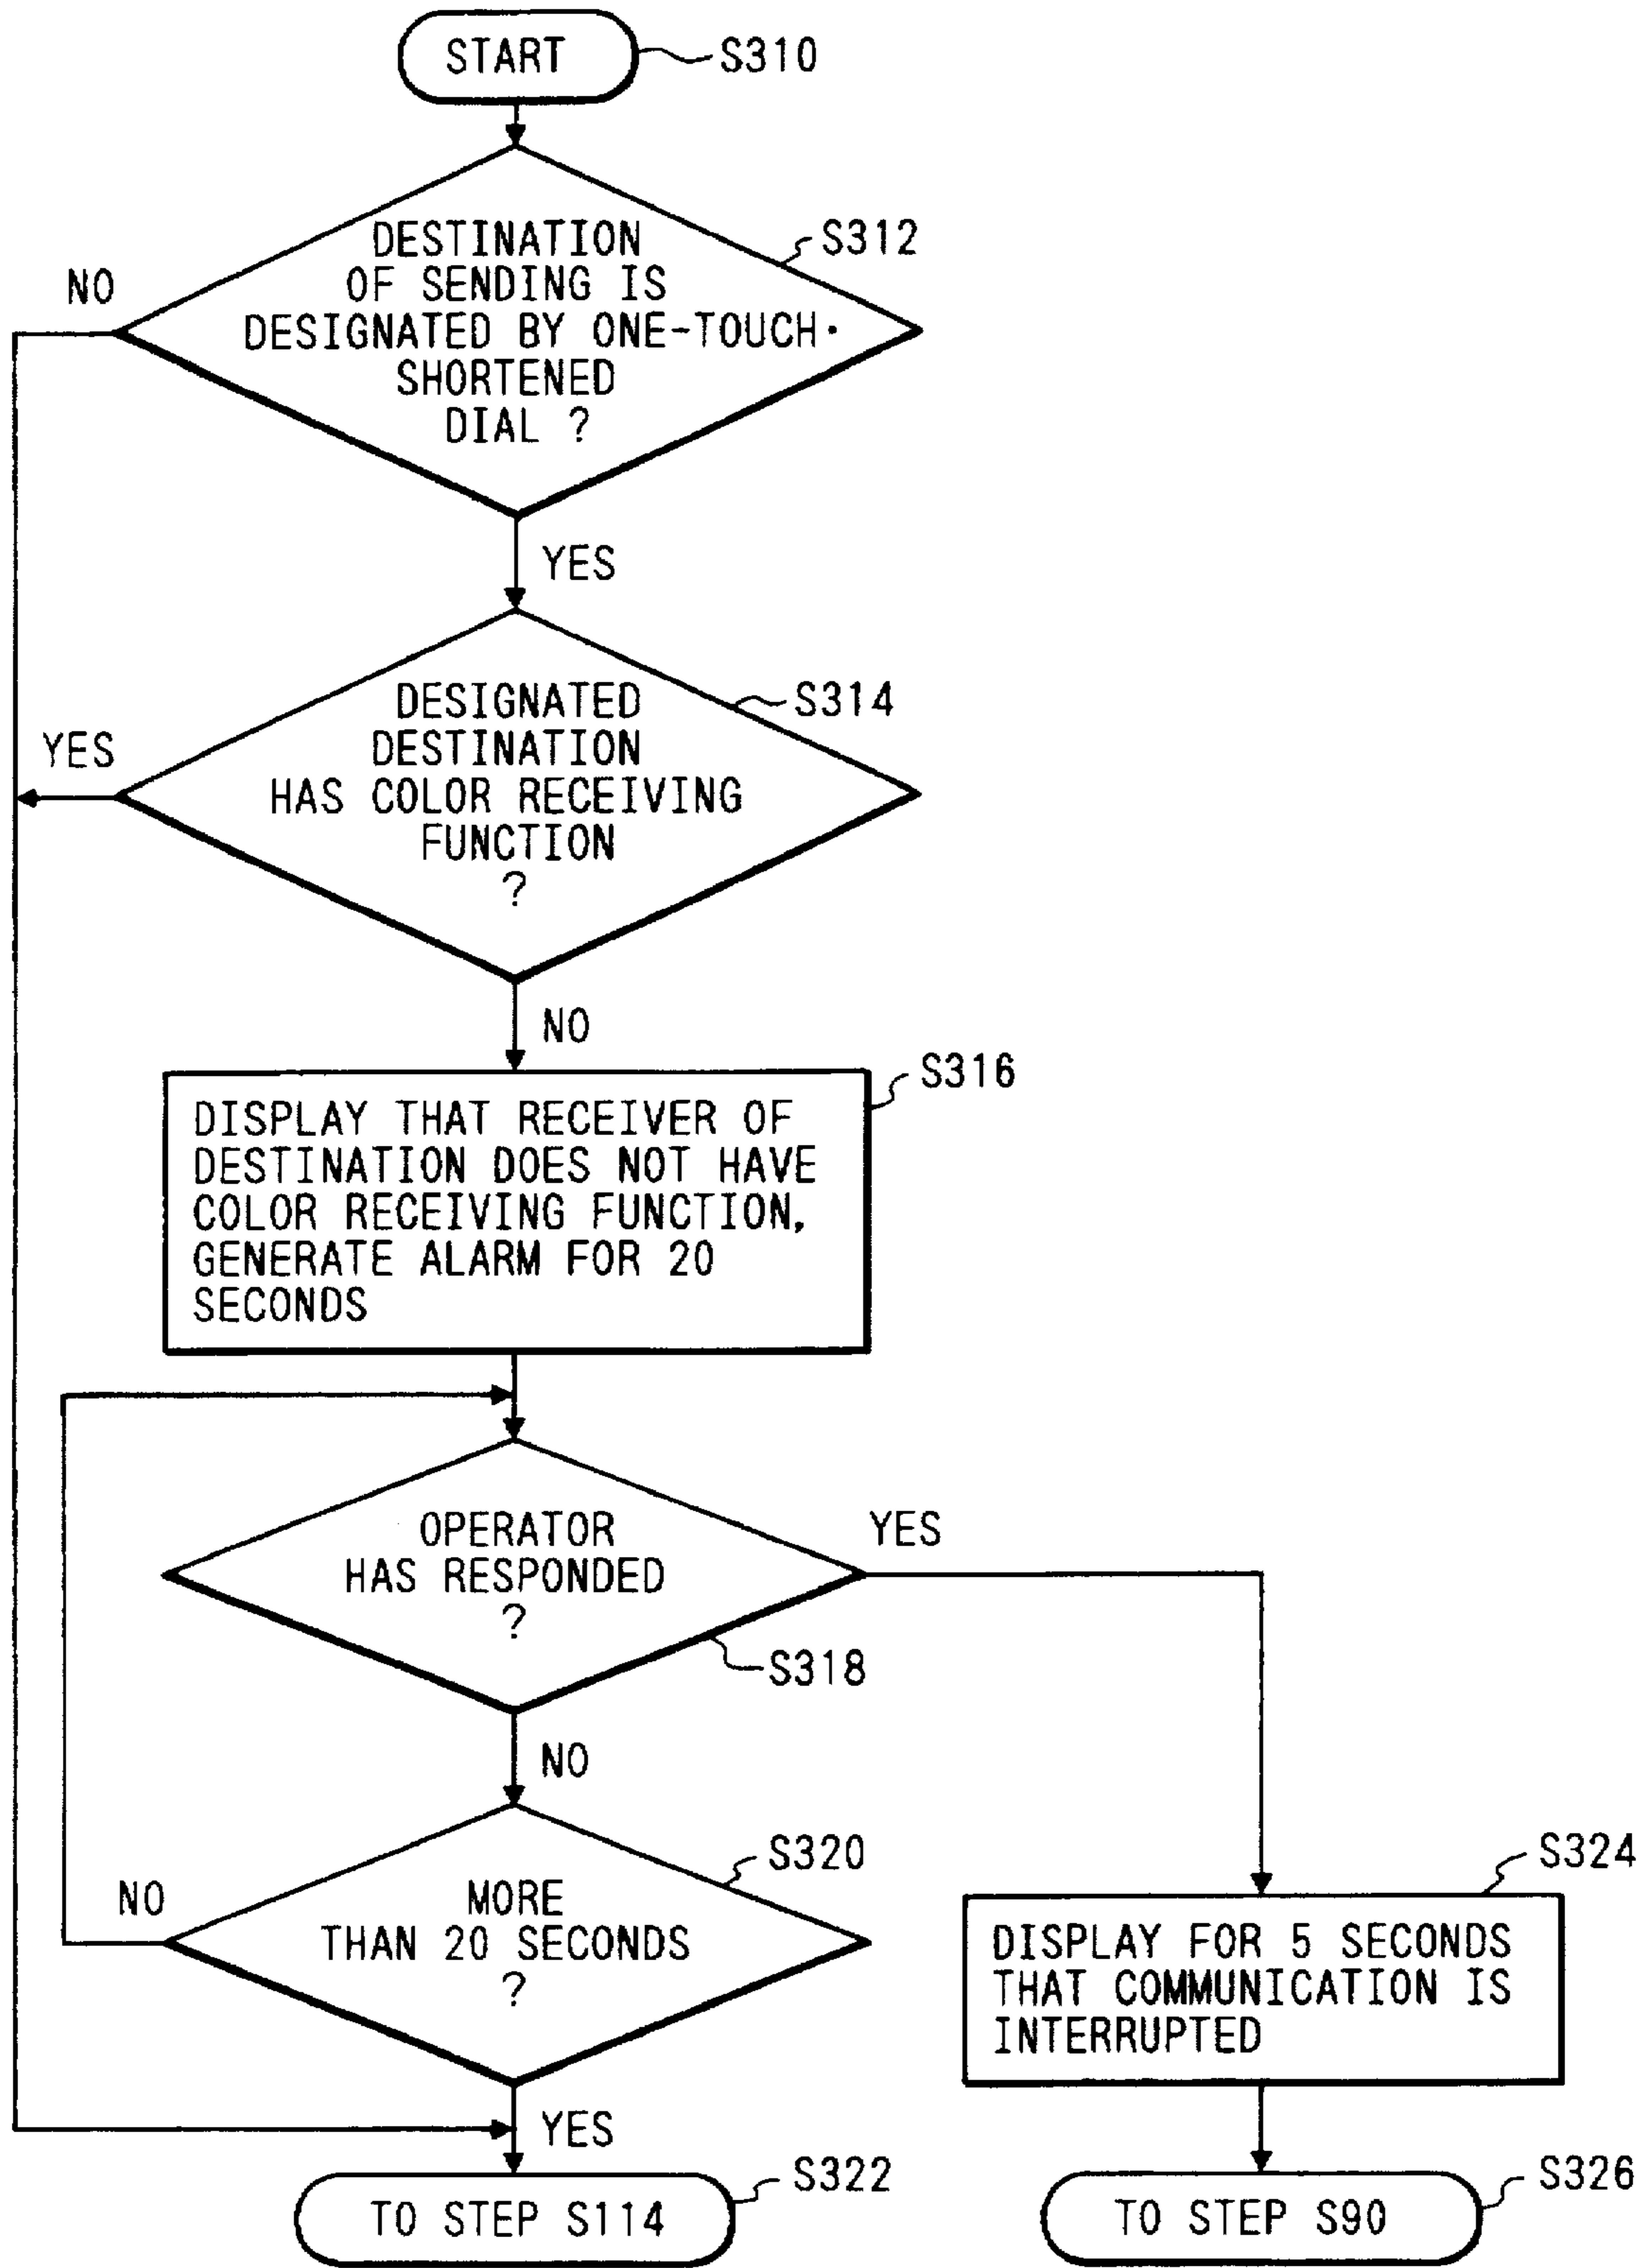 START
S310
DESTINATION
OF SENDING IS
DESIGNATED BY ONE-TOUCH·
SHORTENED
DIAL ?
S312
NO
YES
DESIGNATED
DESTINATION
HAS COLOR RECEIVING
FUNCTION
?
S314
YES
NO
DISPLAY THAT RECEIVER OF
DESTINATION DOES NOT HAVE
COLOR RECEIVING FUNCTION,
GENERATE ALARM FOR 20
SECONDS
S316
OPERATOR
HAS RESPONDED
?
YES
S318
NO
MORE
THAN 20 SECONDS
?
S320
NO
YES
DISPLAY FOR 5 SECONDS
THAT COMMUNICATION IS
INTERRUPTED
S324
TO STEP S114
S322
TO STEP S90
S326